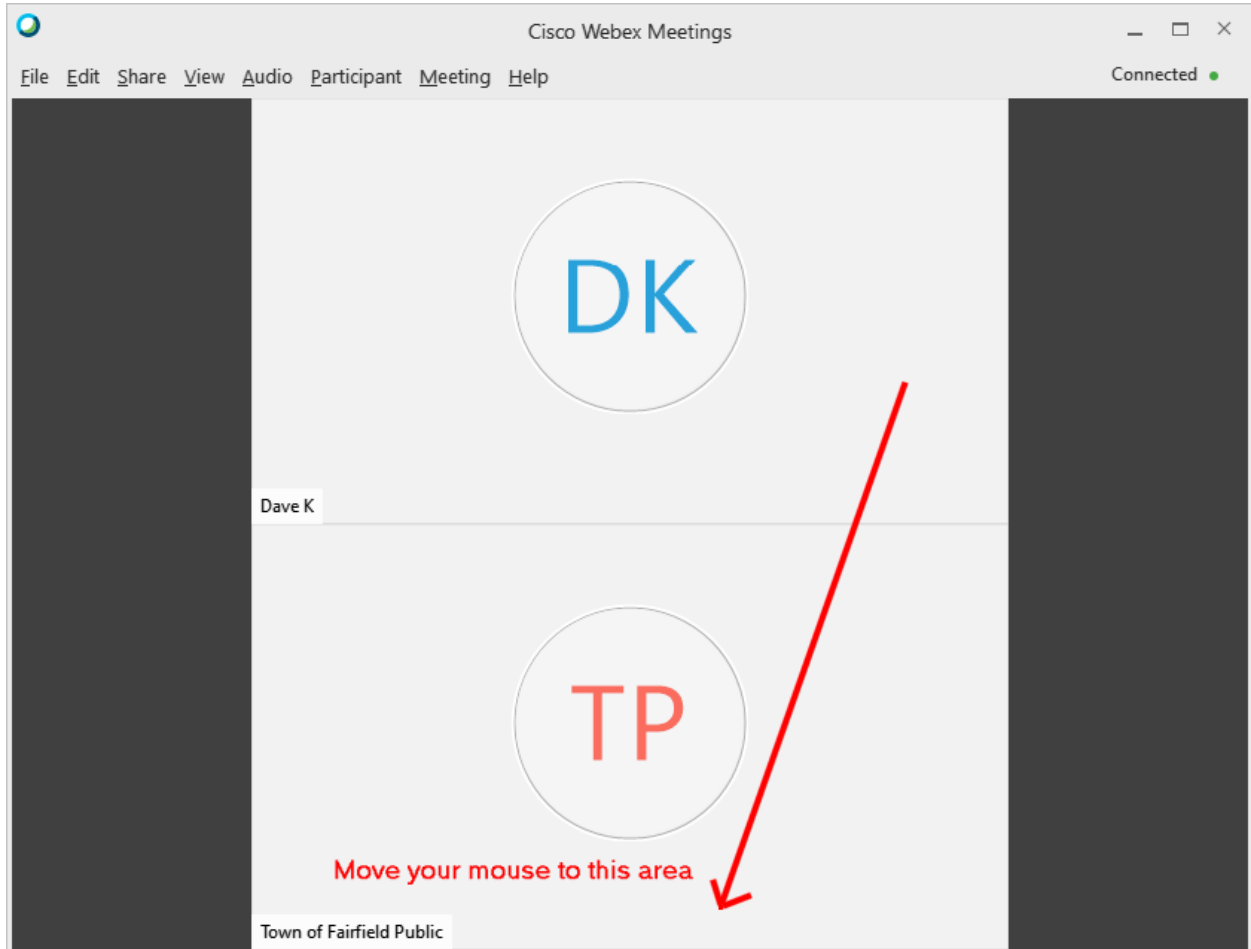 Cisco Webex Meetings
File Edit Share View Audio Participant Meeting Help Connected
DK
Dave K
TP
Move your mouse to this area
Town of Fairfield Public